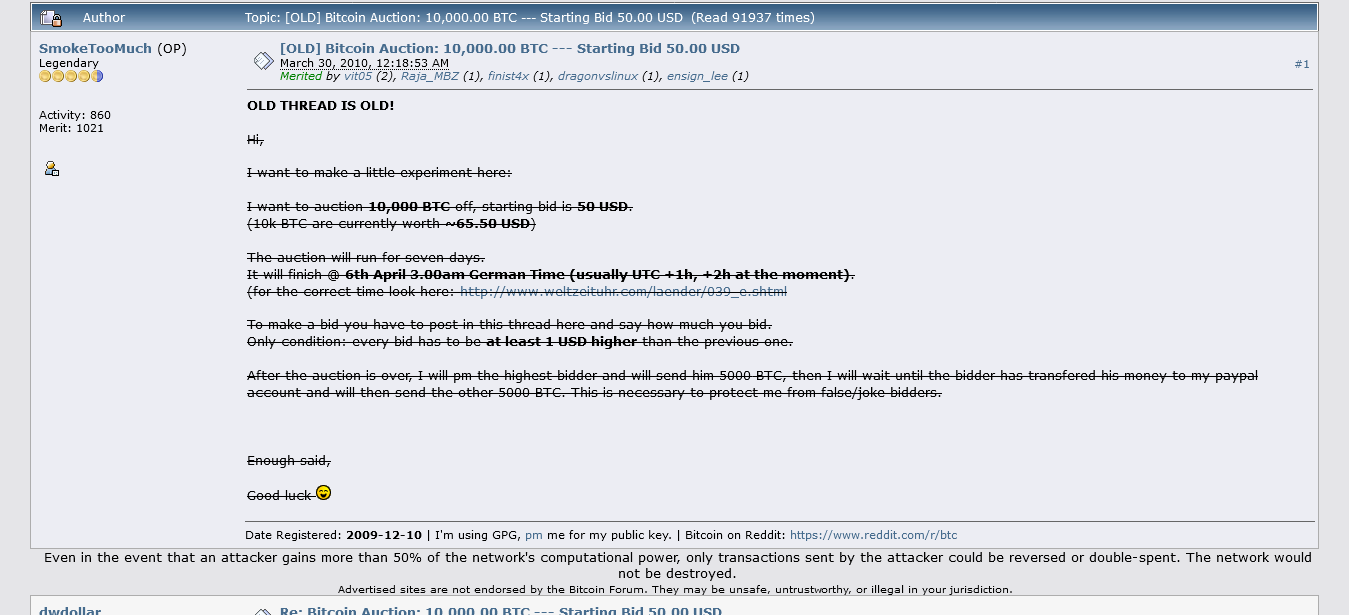 Author
Topic: [OLD] Bitcoin Auction: 10,000.00 BTC --- Starting Bid 50.00 USD (Read 91937 times)
SmokeTooMuch (OP)
Legendary
Activity: 860
Merit: 1021
[OLD] Bitcoin Auction: 10,000.00 BTC --- Starting Bid 50.00 USD
March 30, 2010, 12:18:53 AM
Merited by vit05 (2), Raja_MBZ (1), finist4x (1), dragonvslinux (1), ensign_lee (1)
#1
OLD THREAD IS OLD!
Hi,
I want to make a little experiment here:
I want to auction 10,000 BTC off, starting bid is 50 USD.
(10k BTC are currently worth ~65.50 USD)
The auction will run for seven days.
It will finish @ 6th April 3.00am German Time (usually UTC +1h, +2h at the moment).
(for the correct time look here: http://www.weltzeituhr.com/laender/039_e.shtml
To make a bid you have to post in this thread here and say how much you bid.
Only condition: every bid has to be at least 1 USD higher than the previous one.
After the auction is over, I will pm the highest bidder and will send him 5000 BTC, then I will wait until the bidder has transfered his money to my paypal
account and will then send the other 5000 BTC. This is necessary to protect me from false/joke bidders.
Enough said,
Good luck
Date Registered: 2009-12-10 | I'm using GPG, pm me for my public key. | Bitcoin on Reddit: https://www.reddit.com/r/btc
Even in the event that an attacker gains more than 50% of the network's computational power, only transactions sent by the attacker could be reversed or double-spent. The network would
not be destroyed.
Advertised sites are not endorsed by the Bitcoin Forum. They may be unsafe, untrustworthy, or illegal in your jurisdiction.
dwdollar
Re: Bitcoin Auction: 10,000.00 BTC --- Starting Bid 50.00 USD